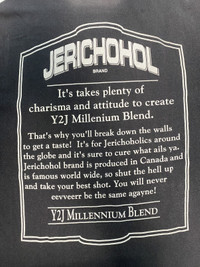 JERICHOHOL
BRAND
It's takes plenty of
charisma and attitude to create
Y2J Millenium Blend.
That's why you'll break down the walls
to get a taste! It's for Jerichoholics around
the globe and it's sure to cure what ails ya.
Jerichohol brand is produced in Canada and
is famous world wide, so shut the hell up
and take your best shot. You will never
eevveerr be the same agayne!
Y2J MILLENNIUM BLEND